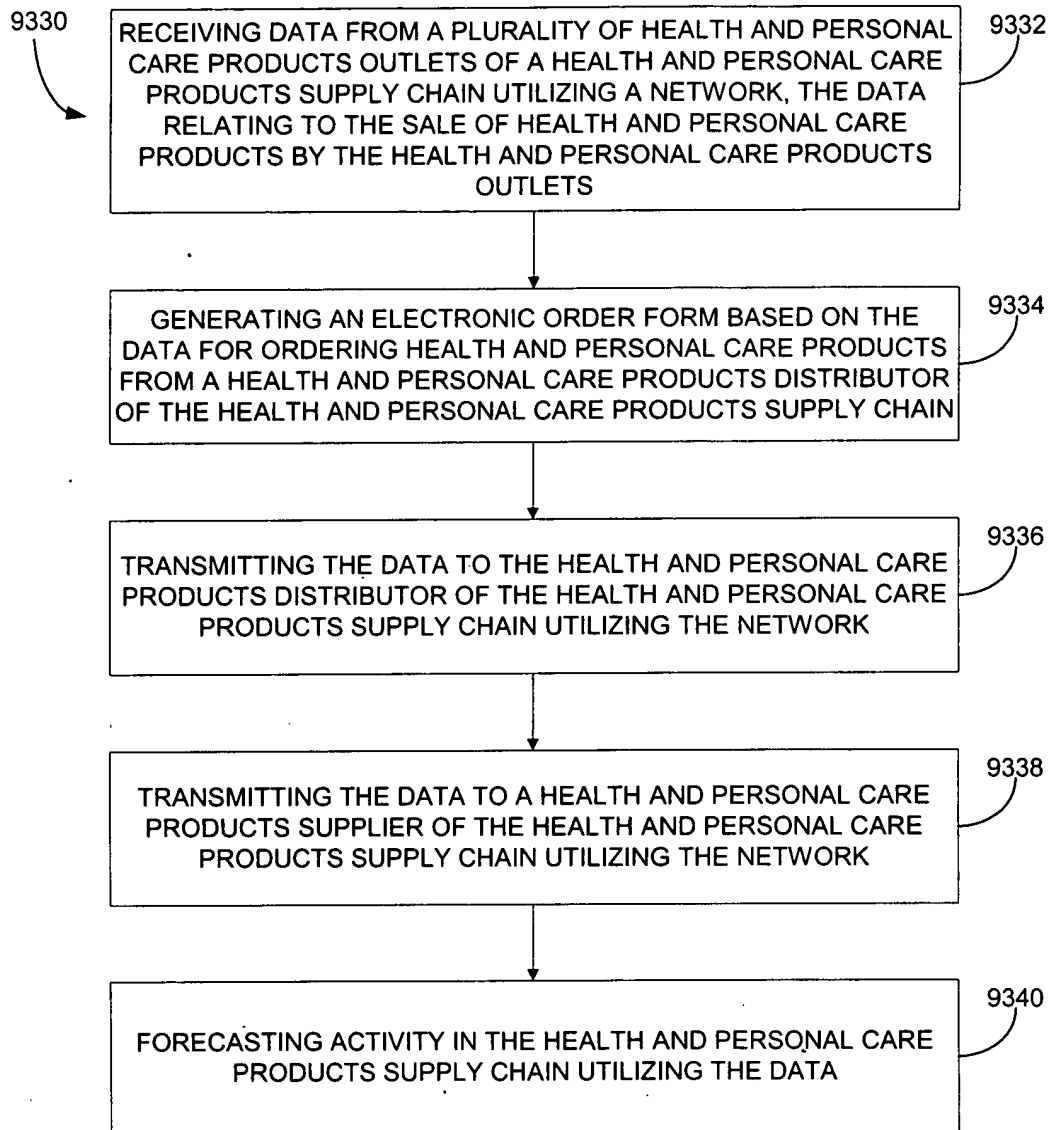 9330
RECEIVING DATA FROM A PLURALITY OF HEALTH AND PERSONAL
CARE PRODUCTS OUTLETS OF A HEALTH AND PERSONAL CARE
PRODUCTS SUPPLY CHAIN UTILIZING A NETWORK, THE DATA
RELATING TO THE SALE OF HEALTH AND PERSONAL CARE
PRODUCTS BY THE HEALTH AND PERSONAL CARE PRODUCTS
OUTLETS
9332
GENERATING AN ELECTRONIC ORDER FORM BASED ON THE
DATA FOR ORDERING HEALTH AND PERSONAL CARE PRODUCTS
FROM A HEALTH AND PERSONAL CARE PRODUCTS DISTRIBUTOR
OF THE HEALTH AND PERSONAL CARE PRODUCTS SUPPLY CHAIN
9334
TRANSMITTING THE DATA TO THE HEALTH AND PERSONAL CARE
PRODUCTS DISTRIBUTOR OF THE HEALTH AND PERSONAL CARE
PRODUCTS SUPPLY CHAIN UTILIZING THE NETWORK
9336
TRANSMITTING THE DATA TO A HEALTH AND PERSONAL CARE
PRODUCTS SUPPLIER OF THE HEALTH AND PERSONAL CARE
PRODUCTS SUPPLY CHAIN UTILIZING THE NETWORK
9338
FORECASTING ACTIVITY IN THE HEALTH AND PERSONAL CARE
PRODUCTS SUPPLY CHAIN UTILIZING THE DATA
9340